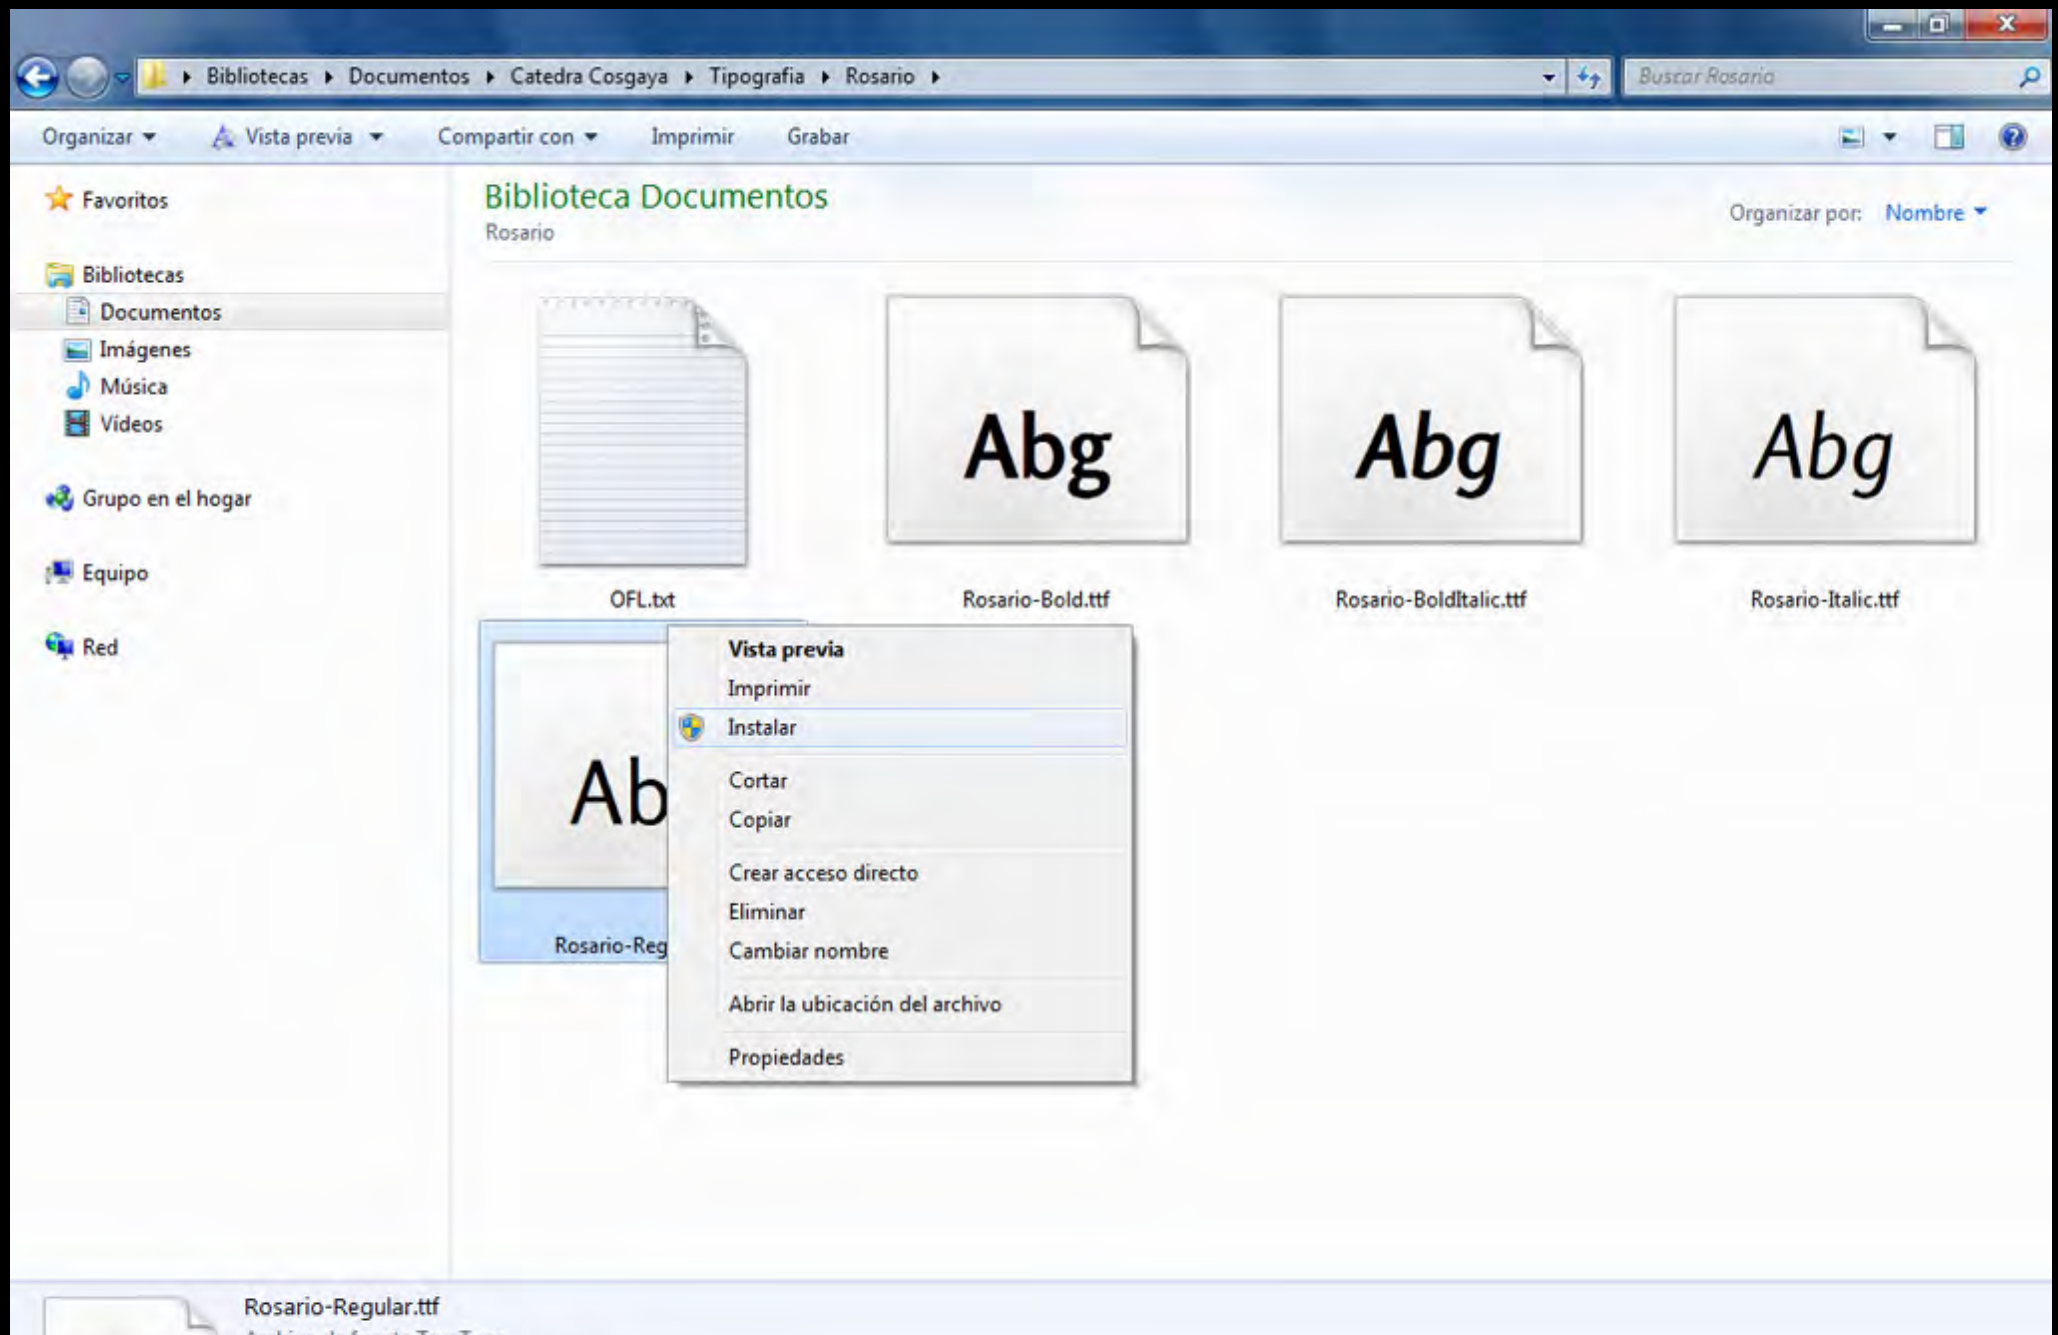 Bibliotecas Documentos Catedra Cosgaya Tipografia Rosario Buscar Rosario
Organizar Vista previa Compartir con Imprimir Grabar
Favoritos
Bibliotecas
Documentos
Imágenes
Música
Vídeos
Grupo en el hogar
Equipo
Red
Biblioteca Documentos
Rosario
Organizar por: Nombre
Abg Abg Abg
OFL.txt Rosario-Bold.ttf Rosario-BoldItalic.ttf Rosario-Italic.ttf
Ab
Rosario-Reg
Vista previa
Imprimir
Instalar
Cortar
Copiar
Crear acceso directo
Eliminar
Cambiar nombre
Abrir la ubicación del archivo
Propiedades
Rosario-Regular.ttf